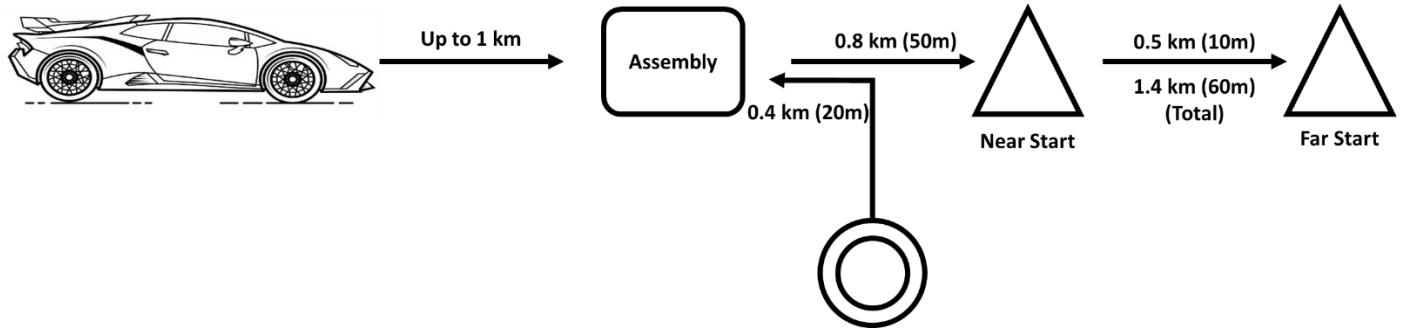 Up to 1 km
Assembly
0.8 km (50m)
0.4 km (20m)
Near Start
0.5 km (10m)
1.4 km (60m)
(Total)
Far Start